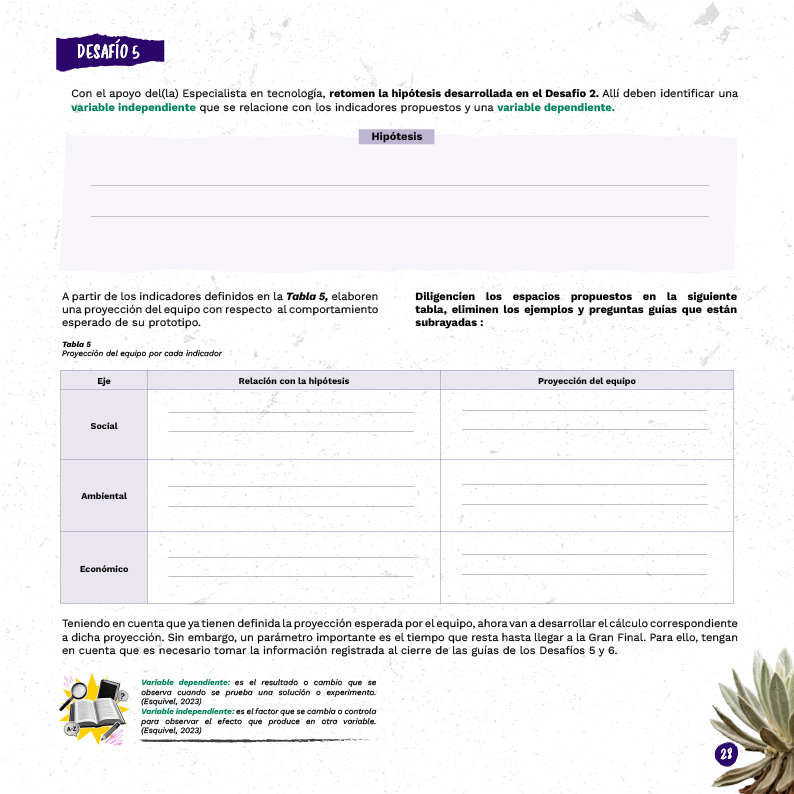 DESAFÍO 5
Con el apoyo del(la) Especialista en tecnología, retomen la hipótesis desarrollada en el Desafío 2. Allí deben identificar una
variable independiente que se relacione con los indicadores propuestos y una variable dependiente.
Hipótesis
A partir de los indicadores definidos en la Tabla 5, elaboren
una proyección del equipo con respecto al comportamiento
esperado de su prototipo.
Diligencien los espacios propuestos en la siguiente
tabla, eliminen los ejemplos y preguntas guías que están
subrayadas :
Tabla 5
Proyección del equipo por cada indicador
Eje Relación con la hipótesis Proyección del equipo
Social
Ambiental
Económico
Teniendo en cuenta que ya tienen definida la proyección esperada por el equipo, ahora van a desarrollar el cálculo correspondiente
a dicha proyección. Sin embargo, un parámetro importante es el tiempo que resta hasta llegar a la Gran Final. Para ello, tengan
en cuenta que es necesario tomar la información registrada al cierre de las guías de los Desafíos 5 y 6.
Variable dependiente: es el resultado o cambio que se
observa cuando se prueba una solución o experimento.
(Esquivel, 2023)
Variable independiente: es el factor que se cambia o controla
para observar el efecto que produce en otra variable.
(Esquivel, 2023)
?
A-Z
28